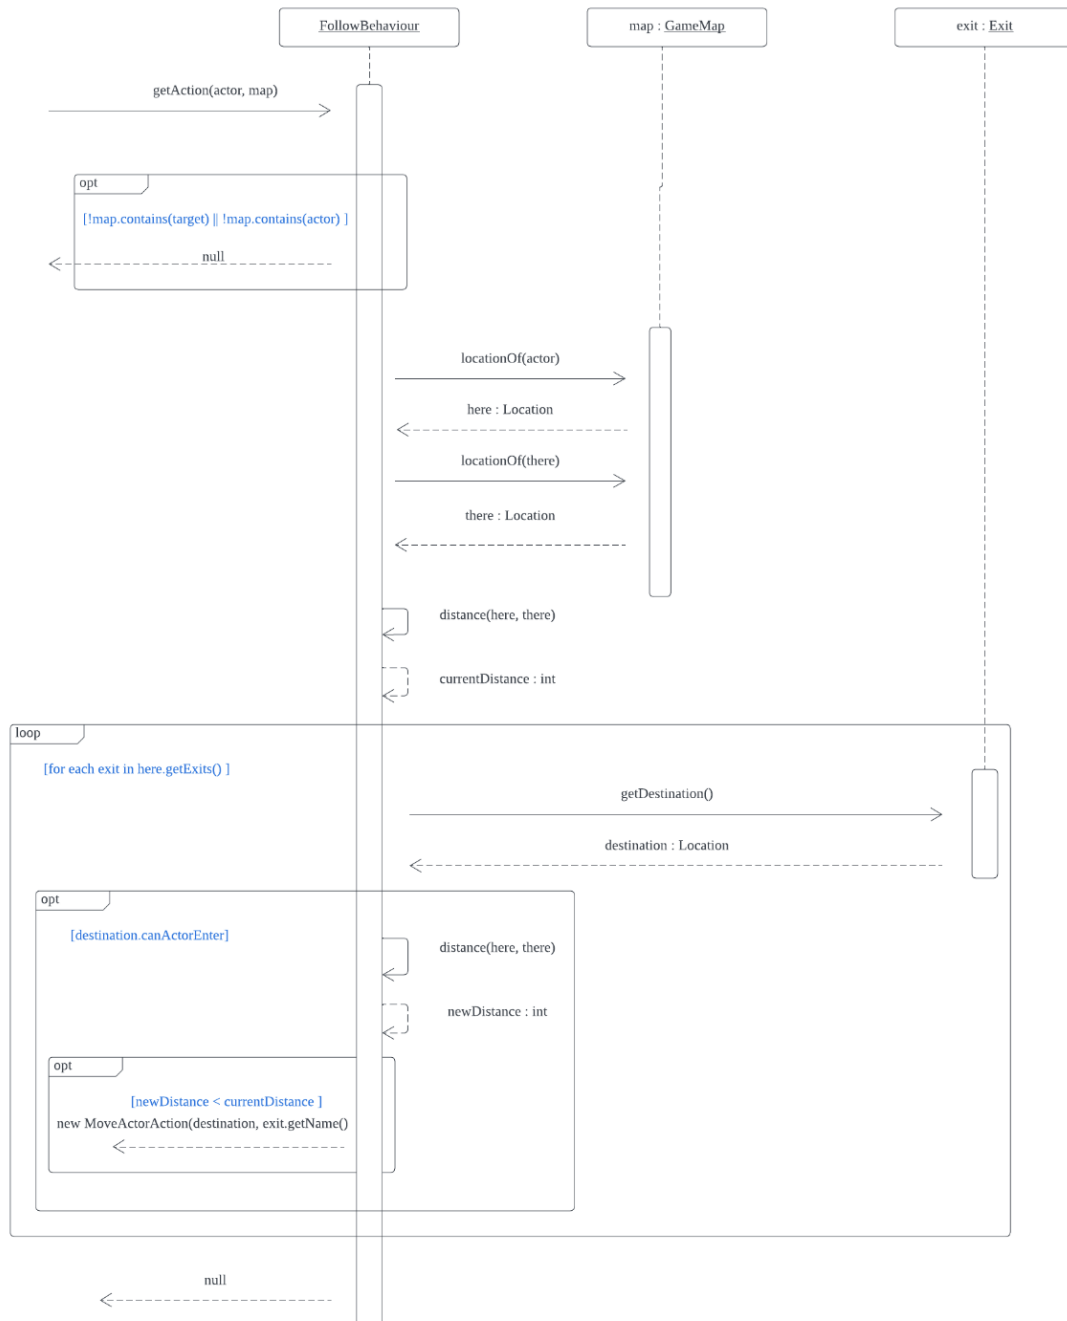 FollowBehaviour
map : GameMap
exit : Exit
getAction(actor, map)
opt
[!map.contains(target) || !map.contains(actor) ]
null
locationOf(actor)
here : Location
locationOf(there)
there : Location
distance(here, there)
currentDistance : int
loop
[for each exit in here.getExits() ]
getDestination()
destination : Location
opt
[destination.canActorEnter]
distance(here, there)
newDistance : int
opt
[newDistance < currentDistance ]
new MoveActorAction(destination, exit.getName()
null